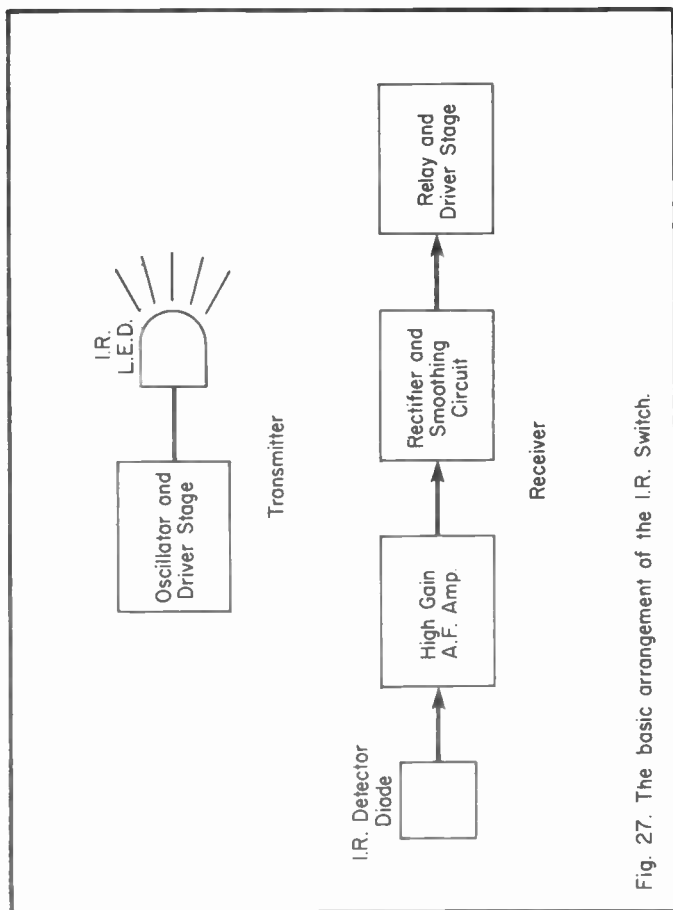 I.R.
L.E.D.
Oscillator and
Driver Stage
Transmitter
I.R. Detector
Diode
High Gain
A.F. Amp.
Rectifier and
Smoothing
Circuit
Relay and
Driver Stage
Receiver
Fig. 27. The basic arrangement of the I.R. Switch.